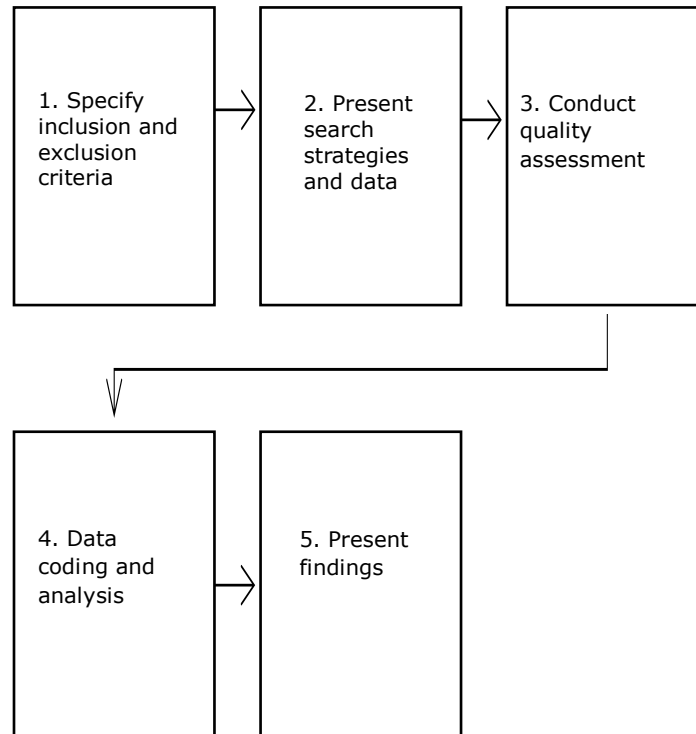 1. Specify
inclusion and
exclusion
criteria
2. Present
search
strategies
and data
3. Conduct
quality
assessment
4. Data
coding and
analysis
5. Present
findings